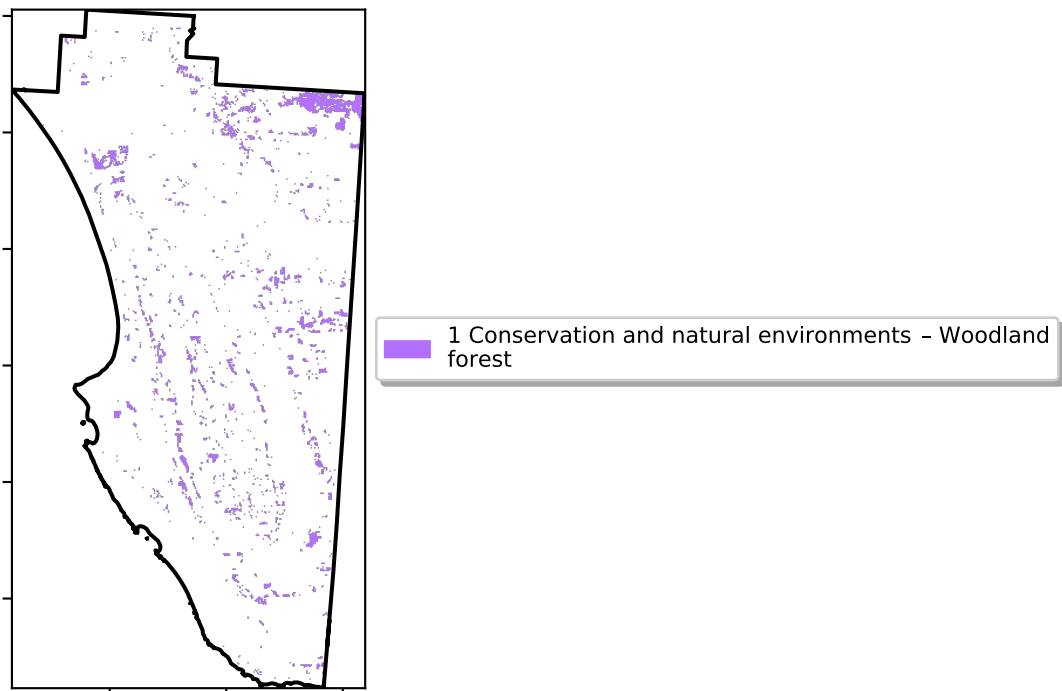 1 Conservation and natural environments – Woodland
forest